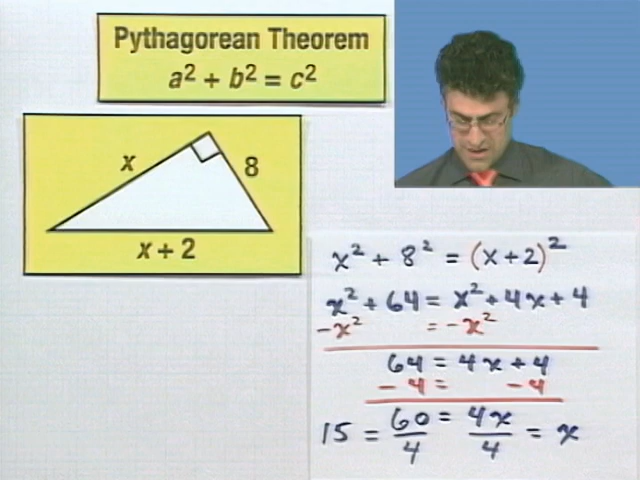 Pythagorean Theorem
a² + b² = c²
x
8
x + 2
x² + 8² = (x+2)²
x² + 64 = x² + 4x + 4
-x² = -x²
64 = 4x + 4
- 4 = - 4
15 = 60/4 = 4x/4 = x